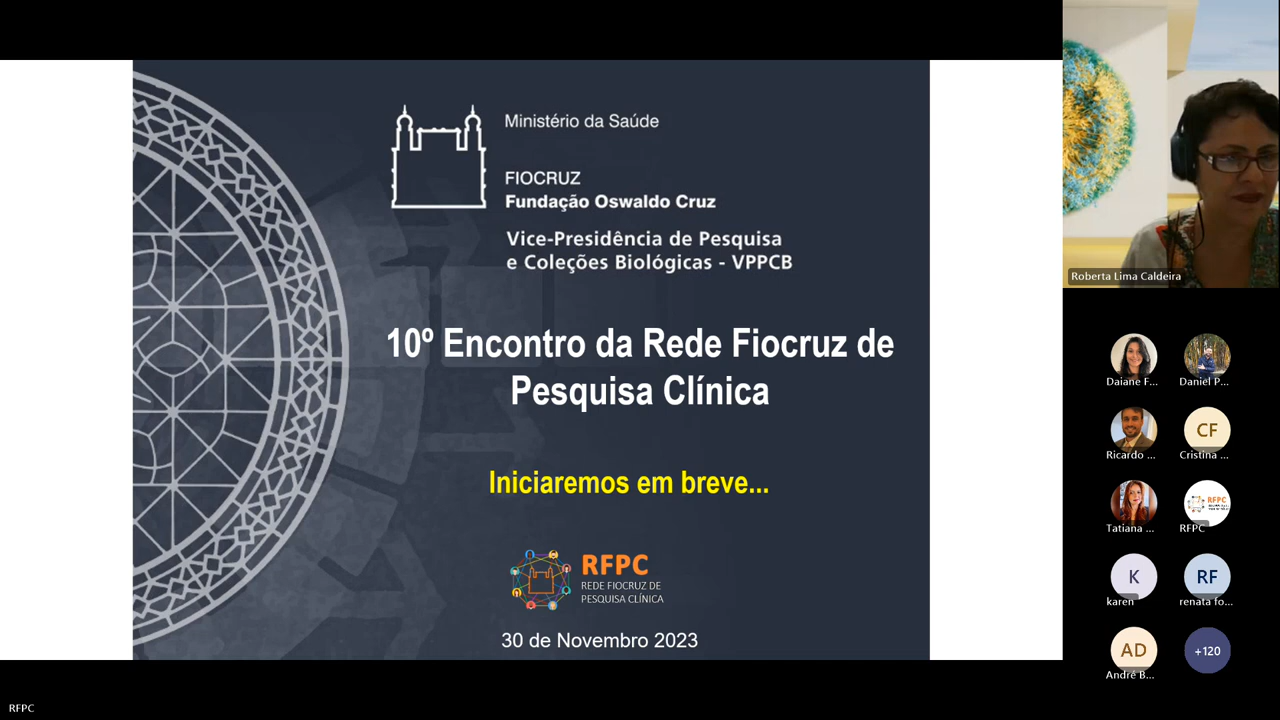 Ministério da Saúde
FIOCRUZ
Fundação Oswaldo Cruz
Vice-Presidência de Pesquisa
e Coleções Biológicas - VPPCB
10º Encontro da Rede Fiocruz de
Pesquisa Clínica
Iniciaremos em breve...
RFPC
REDE FIOCRUZ DE
PESQUISA CLÍNICA
30 de Novembro 2023
RFPC
Roberta Lima Caldeira
Daiane F...
Daniel P...
Ricardo ...
CF
Cristina ...
Tatiana ...
RFPC
RFPC
K
karen
RF
renata fo...
AD
André B...
+120